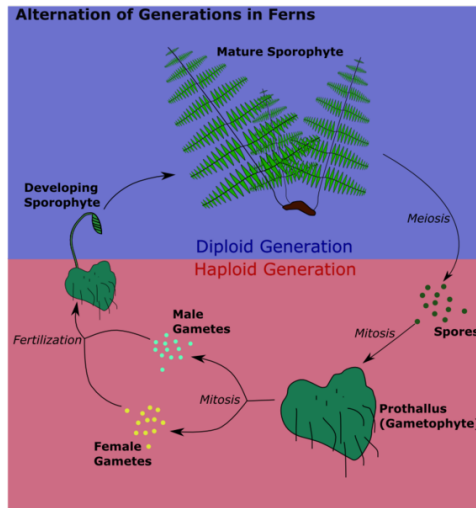 Alternation of Generations in Ferns
Mature Sporophyte
Developing
Sporophyte
Meiosis
Diploid Generation
Haploid Generation
Spores
Mitosis
Male
Gametes
Fertilization
Mitosis
Prothallus
(Gametophyte)
Female
Gametes